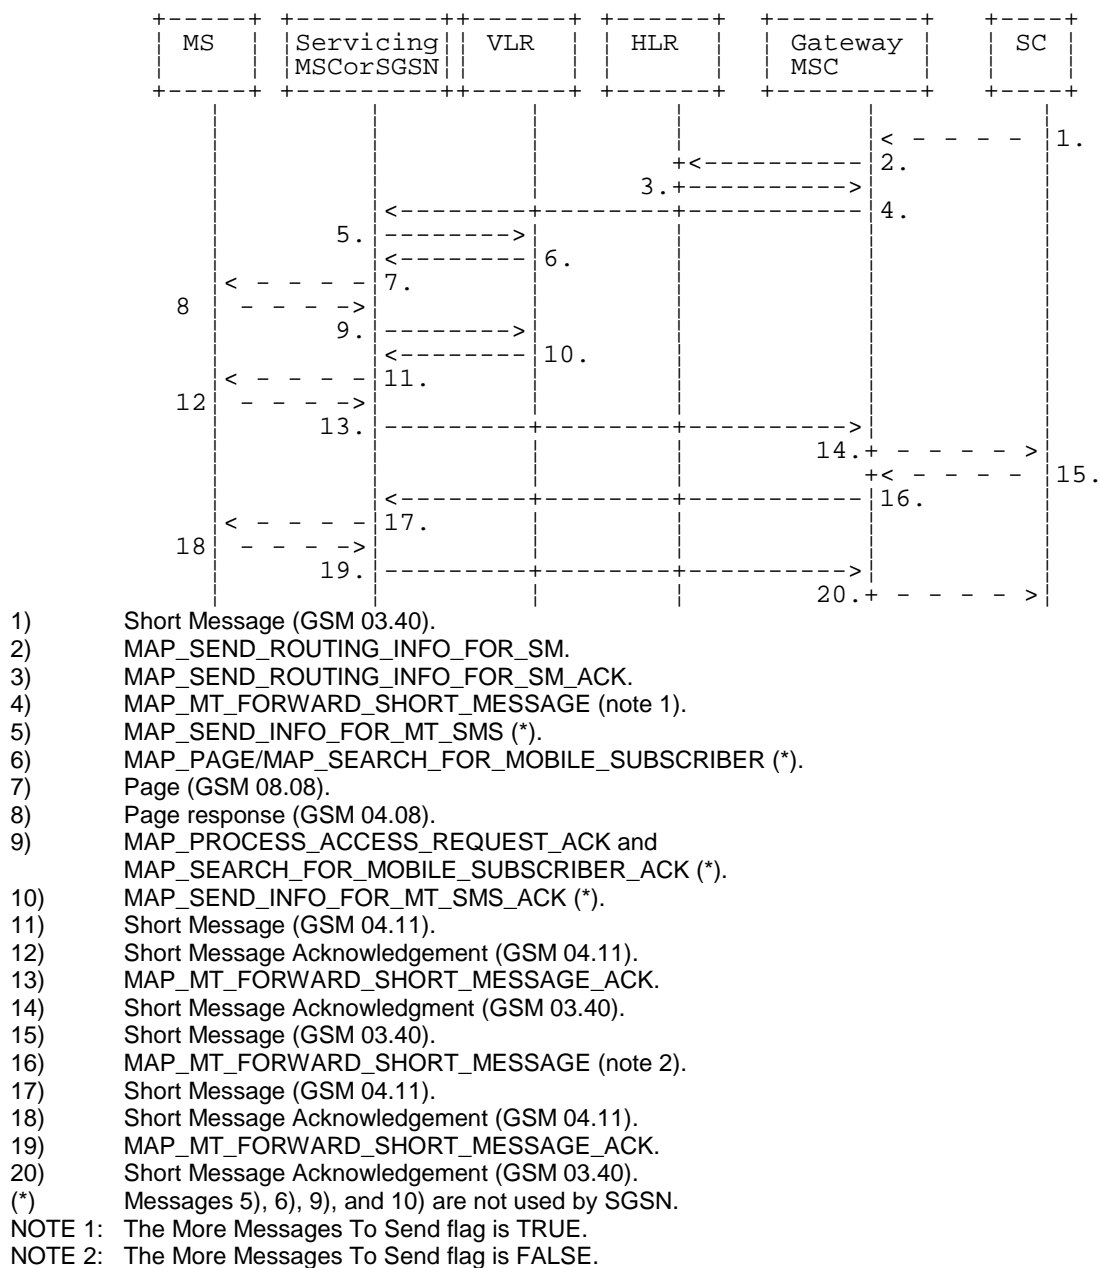 MS Servicing VLR HLR Gateway SC
MSCorSGSN MSC
1.
2.
3.
4.
5.
6.
7.
8
9.
10.
11.
12
13.
14.
15.
16.
17.
18
19.
20.
1) Short Message (GSM 03.40).
2) MAP_SEND_ROUTING_INFO_FOR_SM.
3) MAP_SEND_ROUTING_INFO_FOR_SM_ACK.
4) MAP_MT_FORWARD_SHORT_MESSAGE (note 1).
5) MAP_SEND_INFO_FOR_MT_SMS (*).
6) MAP_PAGE/MAP_SEARCH_FOR_MOBILE_SUBSCRIBER (*).
7) Page (GSM 08.08).
8) Page response (GSM 04.08).
9) MAP_PROCESS_ACCESS_REQUEST_ACK and
MAP_SEARCH_FOR_MOBILE_SUBSCRIBER_ACK (*).
10) MAP_SEND_INFO_FOR_MT_SMS_ACK (*).
11) Short Message (GSM 04.11).
12) Short Message Acknowledgement (GSM 04.11).
13) MAP_MT_FORWARD_SHORT_MESSAGE_ACK.
14) Short Message Acknowledgment (GSM 03.40).
15) Short Message (GSM 03.40).
16) MAP_MT_FORWARD_SHORT_MESSAGE (note 2).
17) Short Message (GSM 04.11).
18) Short Message Acknowledgement (GSM 04.11).
19) MAP_MT_FORWARD_SHORT_MESSAGE_ACK.
20) Short Message Acknowledgement (GSM 03.40).
(*) Messages 5), 6), 9), and 10) are not used by SGSN.
NOTE 1: The More Messages To Send flag is TRUE.
NOTE 2: The More Messages To Send flag is FALSE.